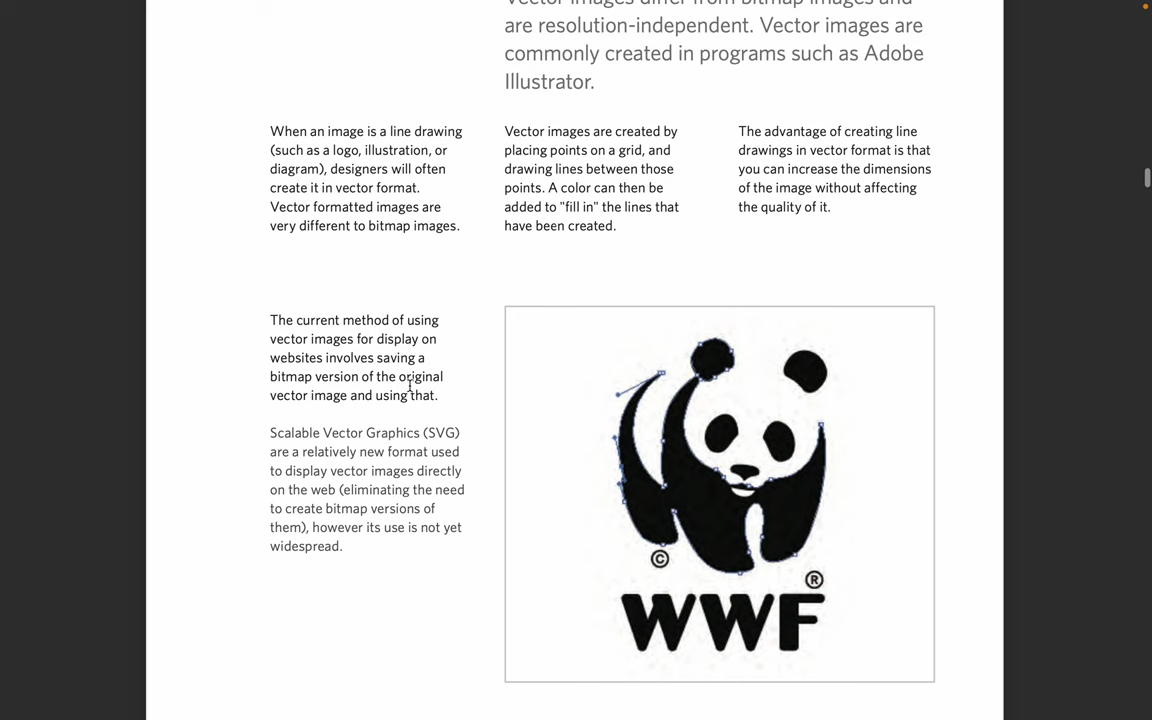 Vector images differ from bitmap images and
are resolution-independent. Vector images are
commonly created in programs such as Adobe
Illustrator.
When an image is a line drawing
(such as a logo, illustration, or
diagram), designers will often
create it in vector format.
Vector formatted images are
very different to bitmap images.
Vector images are created by
placing points on a grid, and
drawing lines between those
points. A color can then be
added to "fill in" the lines that
have been created.
The advantage of creating line
drawings in vector format is that
you can increase the dimensions
of the image without affecting
the quality of it.
The current method of using
vector images for display on
websites involves saving a
bitmap version of the original
vector image and using that.
Scalable Vector Graphics (SVG)
are a relatively new format used
to display vector images directly
on the web (eliminating the need
to create bitmap versions of
them), however its use is not yet
widespread.
©
®
WWF